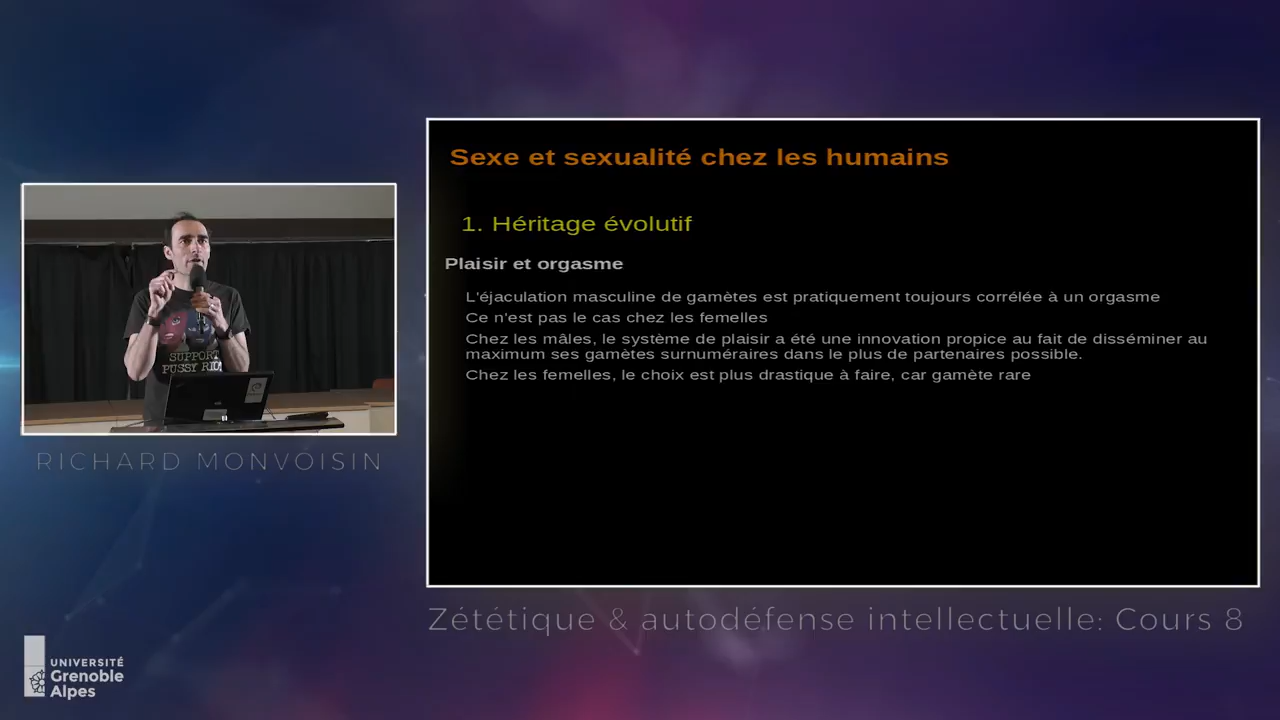 Sexe et sexualité chez les humains
1. Héritage évolutif
Plaisir et orgasme
L'éjaculation masculine de gamètes est pratiquement toujours corrélée à un orgasme
Ce n'est pas le cas chez les femelles
Chez les mâles, le système de plaisir a été une innovation propice au fait de disséminer au
maximum ses gamètes surnuméraires dans le plus de partenaires possible.
Chez les femelles, le choix est plus drastique à faire, car gamète rare
SUPPORT
PUSSY RIOT
RICHARD MONVOISIN
Zététique & autodéfense intellectuelle: Cours 8
UNIVERSITÉ
Grenoble
Alpes